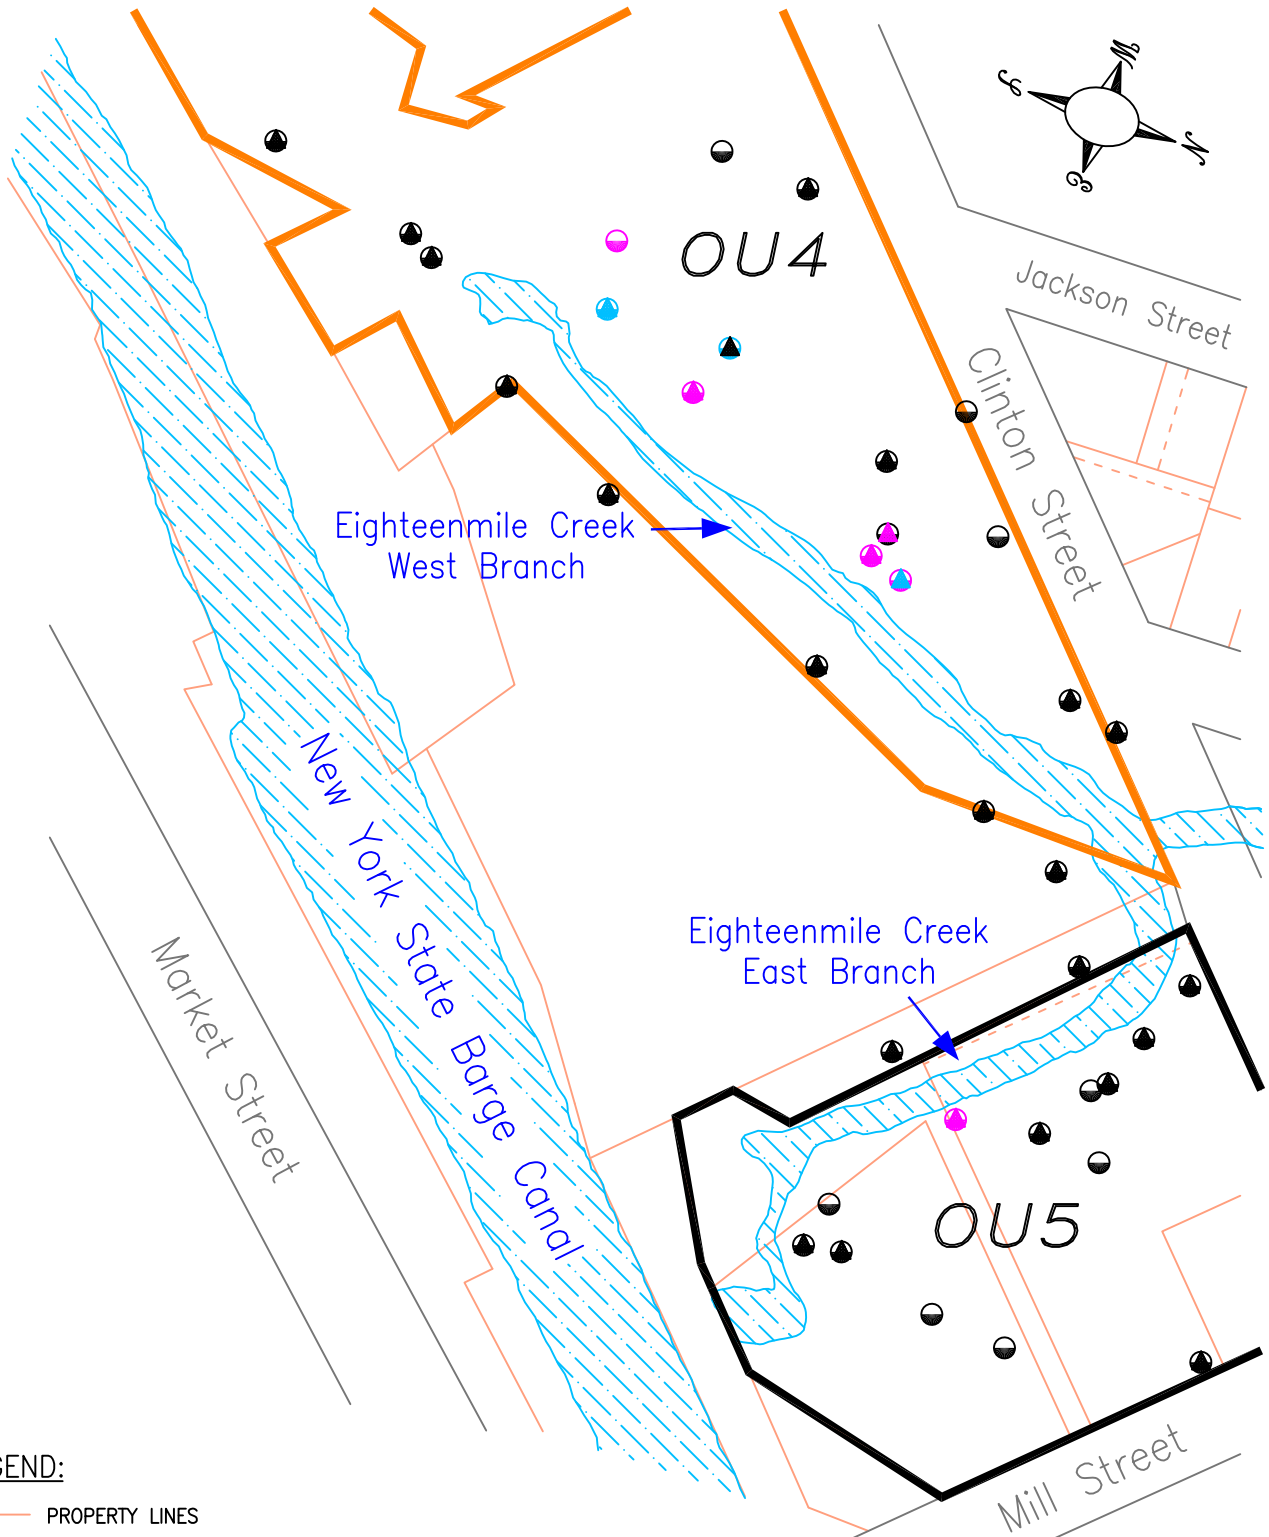 W
S
N
E
OU4
Jackson Street
Clinton Street
Eighteenmile Creek
West Branch
New York State Barge Canal
Market Street
Eighteenmile Creek
East Branch
OU5
Mill Street
GEND:
PROPERTY LINES